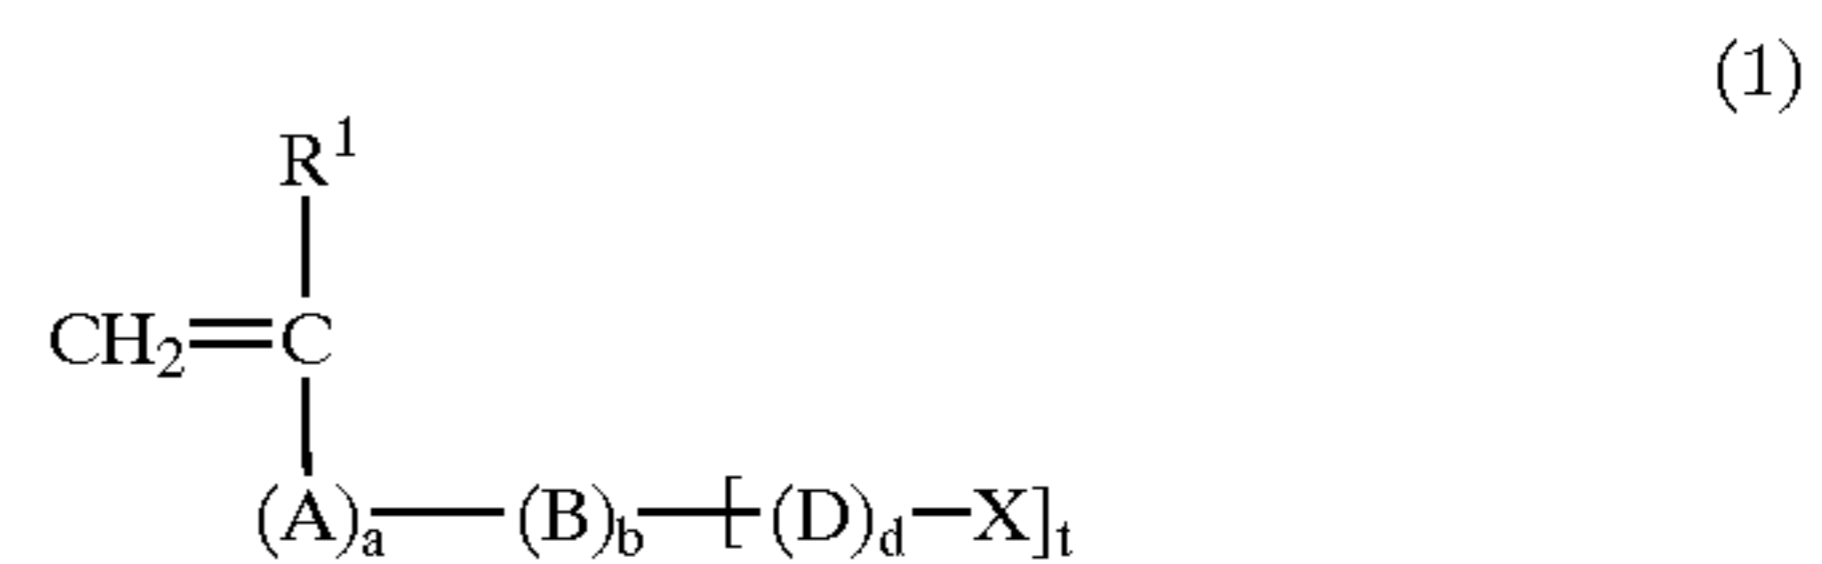 (1)
R¹
CH₂=C
(A)ₐ—(B)b—[(D)d—X]ₜ